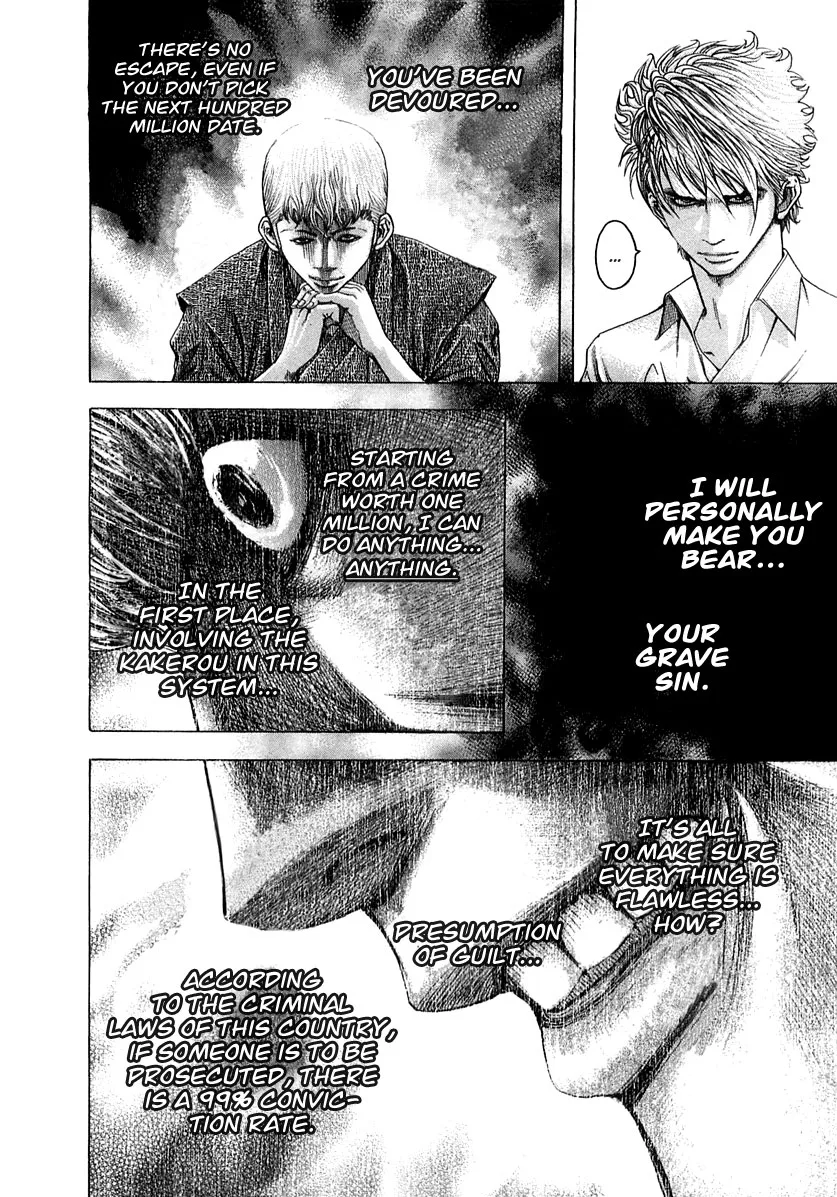 ...
YOU'VE BEEN
DEVOURED...
THERE'S NO
ESCAPE, EVEN IF
YOU DON'T PICK
THE NEXT HUNDRED
MILLION DATE.
I WILL
PERSONALLY
MAKE YOU
BEAR...
YOUR
GRAVE
SIN.
STARTING
FROM A CRIME
WORTH ONE
MILLION, I CAN
DO ANYTHING...
ANYTHING.
IN THE
FIRST PLACE,
INVOLVING THE
KAKEROU IN THIS
SYSTEM...
IT'S ALL
TO MAKE SURE
EVERYTHING IS
FLAWLESS...
HOW?
PRESUMPTION
OF GUILT...
ACCORDING
TO THE CRIMINAL
LAWS OF THIS COUNTRY,
IF SOMEONE IS TO BE
PROSECUTED, THERE
IS A 99% CONVIC-
TION RATE.